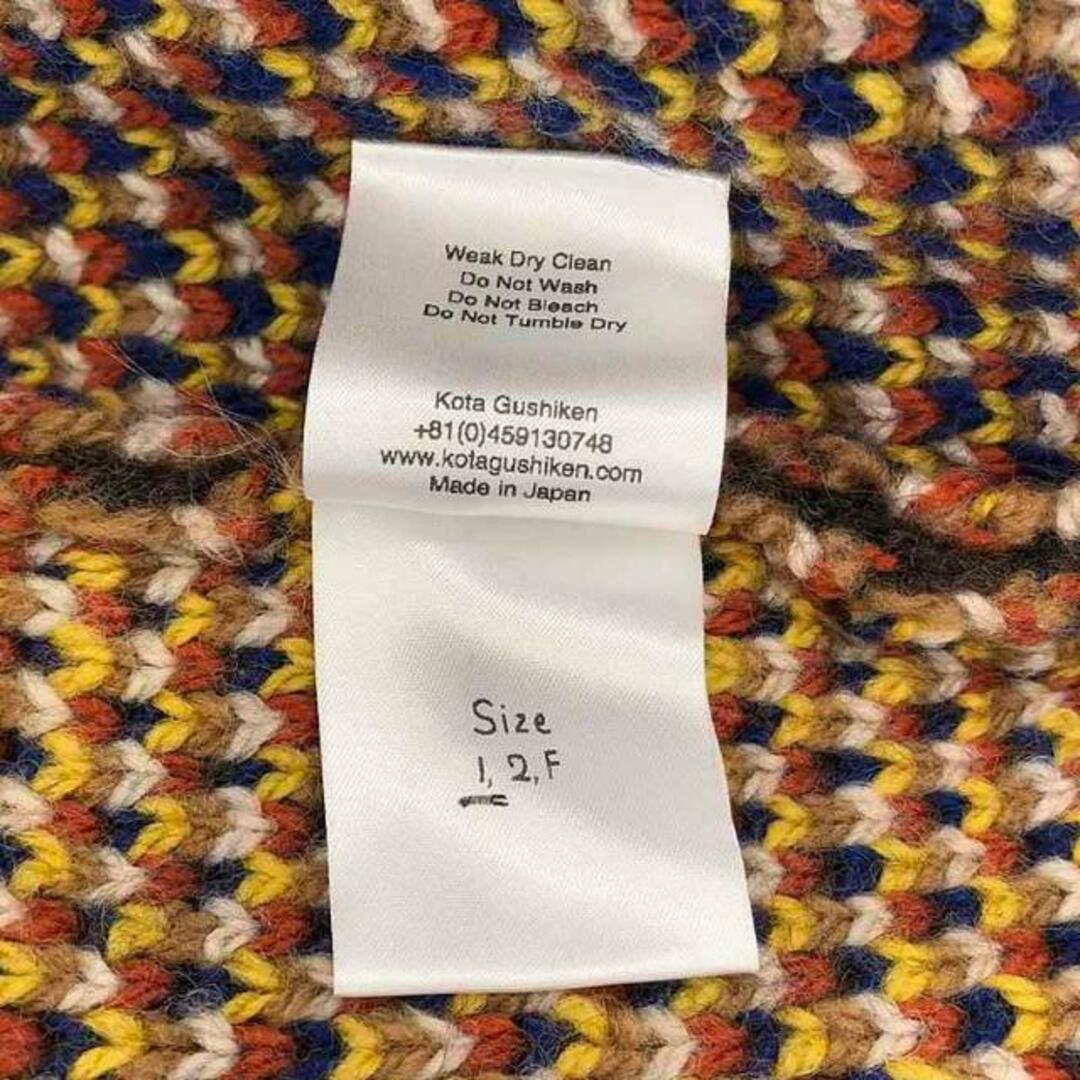 Weak Dry Clean
Do Not Wash
Do Not Bleach
Do Not Tumble Dry
Kota Gushiken
+81(0)459130748
www.kotagushiken.com
Made in Japan
Size
1, 2, F